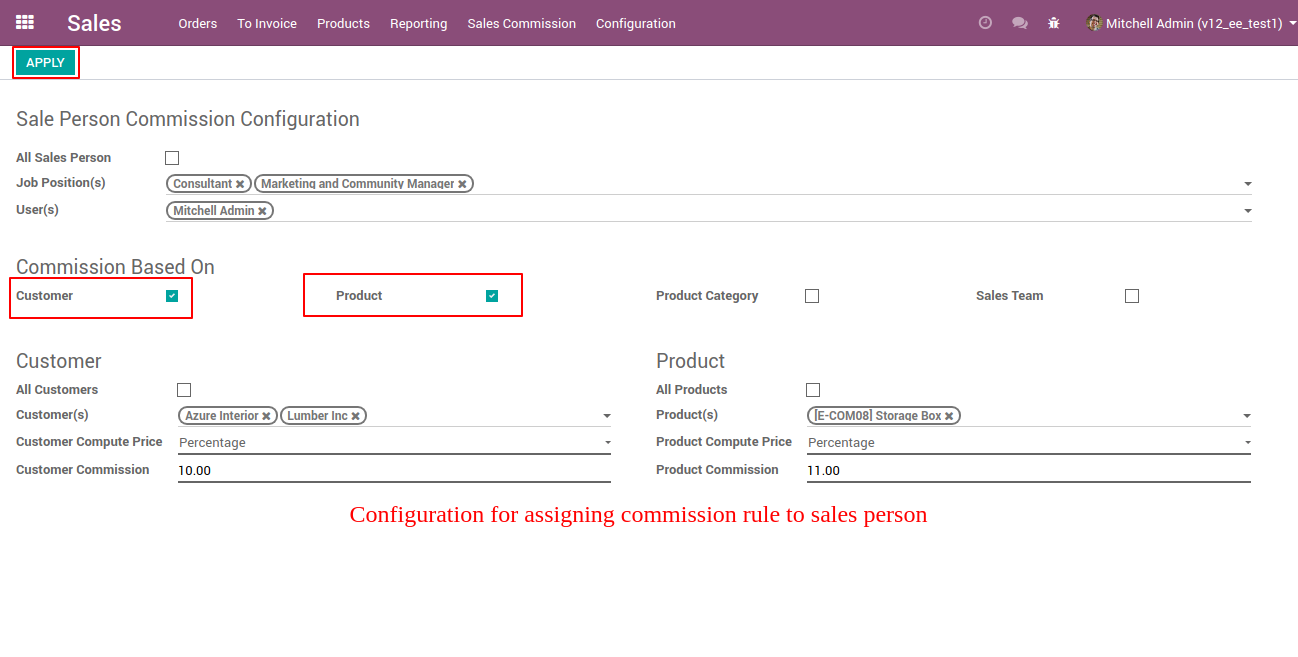 Sales Orders To Invoice Products Reporting Sales Commission Configuration Mitchell Admin (v12_ee_test1)
APPLY
Sale Person Commission Configuration
All Sales Person
Job Position(s) Consultant Marketing and Community Manager
User(s) Mitchell Admin
Commission Based On
Customer Product Product Category Sales Team
Customer Product
All Customers All Products
Customer(s) Azure Interior Lumber Inc Product(s) [E-COM08] Storage Box
Customer Compute Price Percentage Product Compute Price Percentage
Customer Commission 10.00 Product Commission 11.00
Configuration for assigning commission rule to sales person